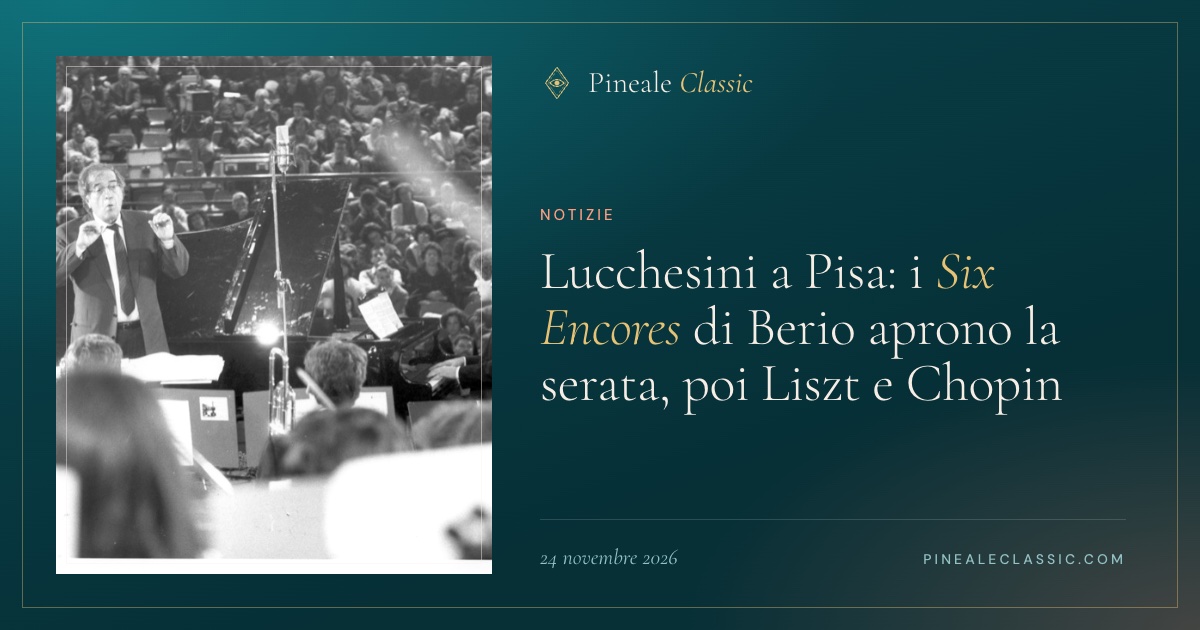 Pineale Classic
NOTIZIE
Lucchesini a Pisa: i Six
Encores di Berio aprono la
serata, poi Liszt e Chopin
24 novembre 2026
PINEALECLASSIC.COM